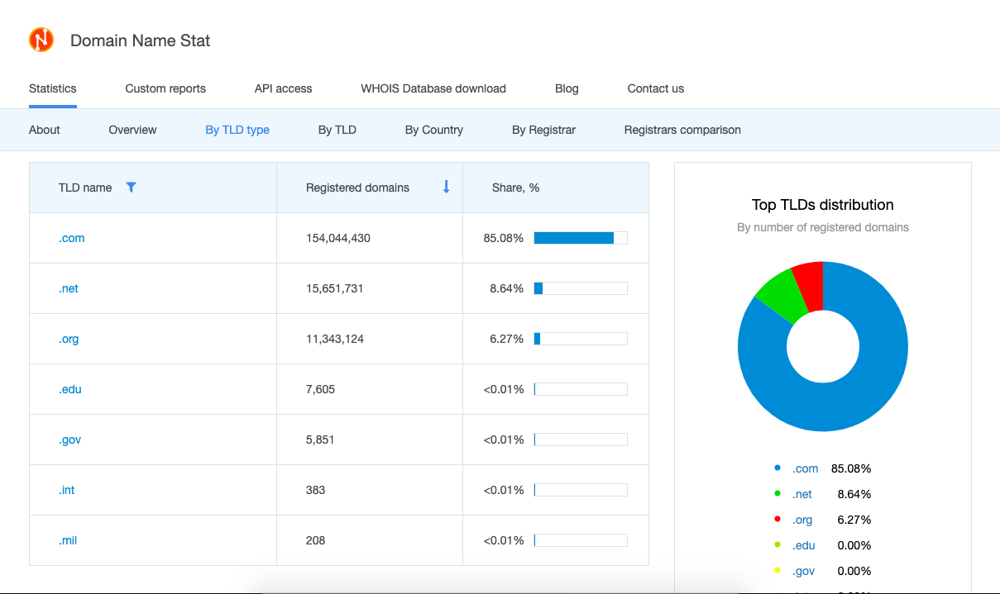 Domain Name Stat
Statistics Custom reports API access WHOIS Database download Blog Contact us
About Overview By TLD type By TLD By Country By Registrar Registrars comparison
TLD name Registered domains Share, %
.com 154,044,430 85.08%
.net 15,651,731 8.64%
.org 11,343,124 6.27%
.edu 7,605 <0.01%
.gov 5,851 <0.01%
.int 383 <0.01%
.mil 208 <0.01%
Top TLDs distribution
By number of registered domains
.com 85.08%
.net 8.64%
.org 6.27%
.edu 0.00%
.gov 0.00%